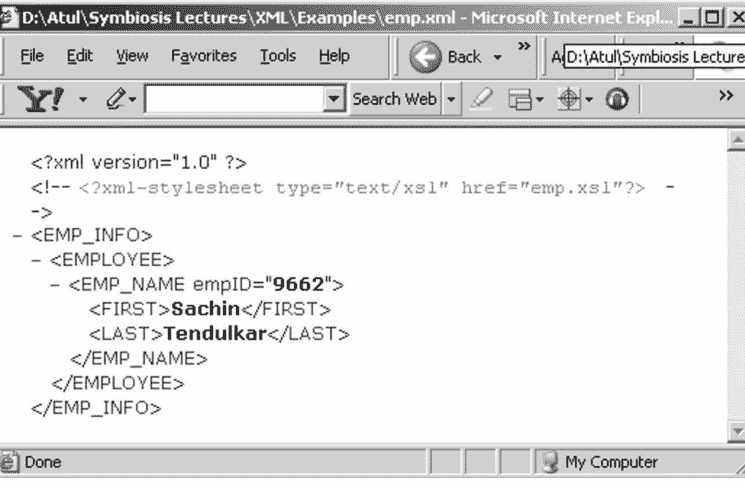 D:\Atul\Symbiosis Lectures\XML\Examples\emp.xml - Microsoft Internet Expl...
File Edit View Favorites Tools Help Back » D:\Atul\Symbiosis Lecture
Y! Search Web »
<?xml version="1.0" ?>
<!-- <?xml-stylesheet type="text/xsl" href="emp.xsl"?> -
->
- <EMP_INFO>
- <EMPLOYEE>
- <EMP_NAME empID="9662">
<FIRST>Sachin</FIRST>
<LAST>Tendulkar</LAST>
</EMP_NAME>
</EMPLOYEE>
</EMP_INFO>
Done My Computer